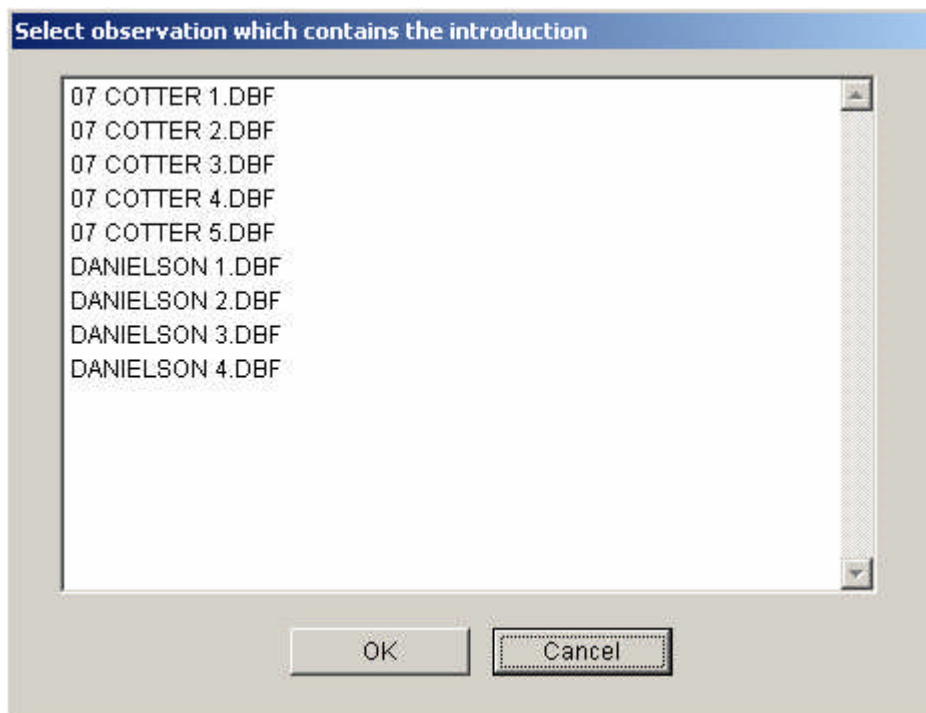 Select observation which contains the introduction
07 COTTER 1.DBF
07 COTTER 2.DBF
07 COTTER 3.DBF
07 COTTER 4.DBF
07 COTTER 5.DBF
DANIELSON 1.DBF
DANIELSON 2.DBF
DANIELSON 3.DBF
DANIELSON 4.DBF
OK Cancel